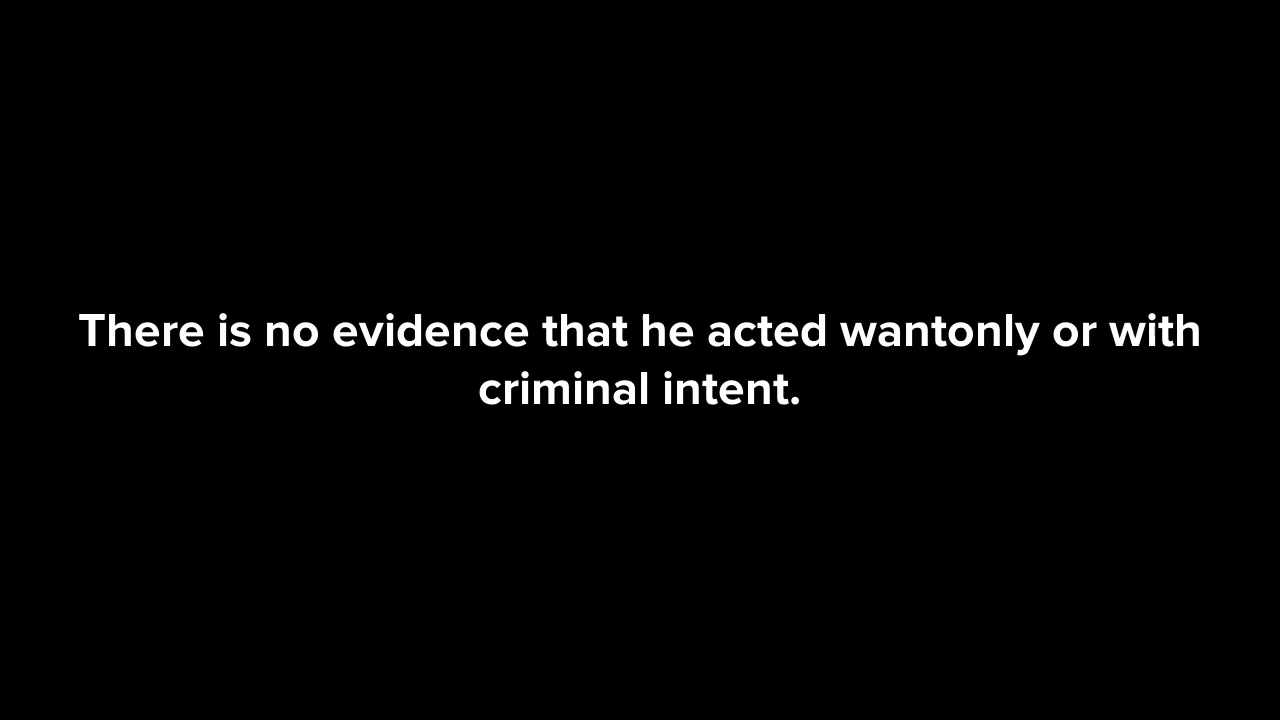 There is no evidence that he acted wantonly or with
criminal intent.